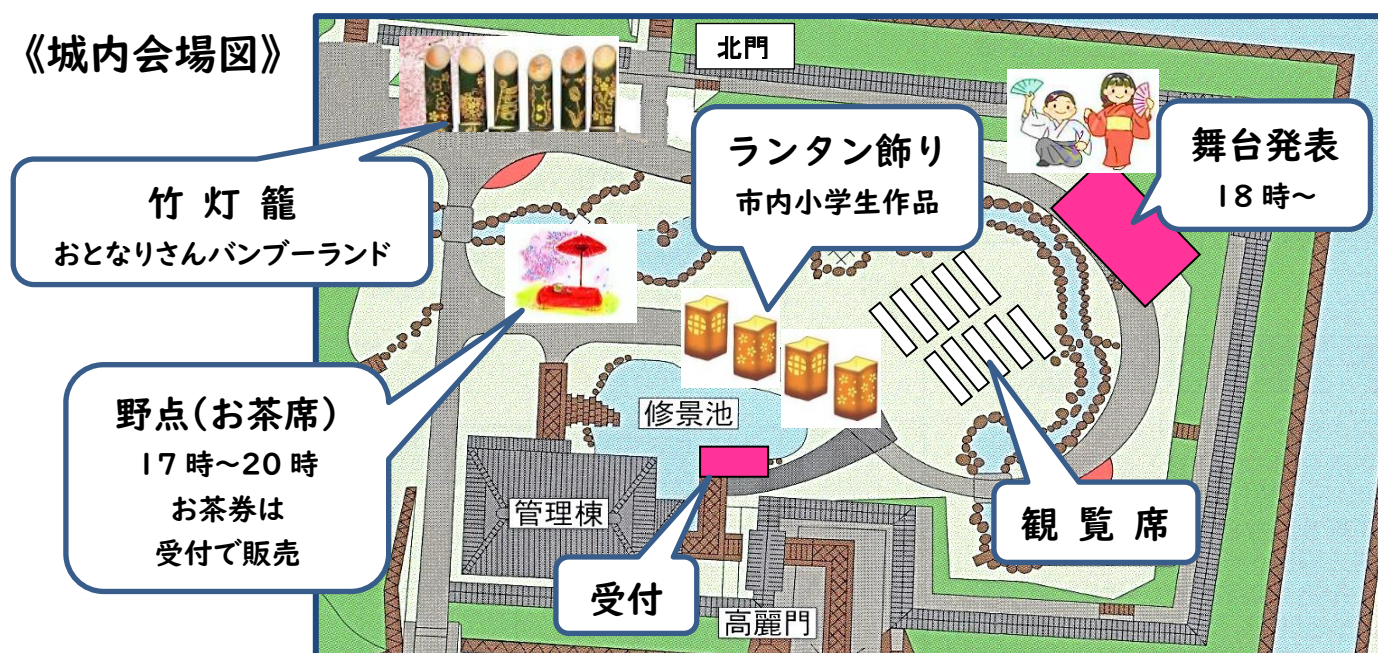 《城内会場図》
北門
竹灯籠
おとなりさんバンブーランド
ランタン飾り
市内小学生作品
舞台発表
18時~
野点(お茶席)
17時~20時
お茶券は
受付で販売
修景池
管理棟
受付
観覧席
高麗門